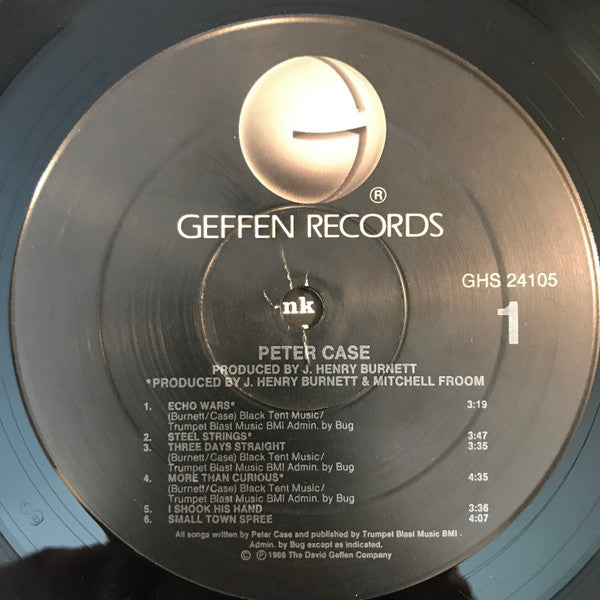 G
®
GEFFEN RECORDS
GHS 24105
1
nk
PETER CASE
PRODUCED BY J. HENRY BURNETT
*PRODUCED BY J. HENRY BURNETT & MITCHELL FROOM
1. ECHO WARS* 3:19
(Burnett/Case) Black Tent Music/
Trumpet Blast Music BMI Admin. by Bug
2. STEEL STRINGS* 3:47
3. THREE DAYS STRAIGHT 3:35
(Burnett/Case) Black Tent Music/
Trumpet Blast Music BMI Admin. by Bug
4. MORE THAN CURIOUS* 4:35
(Burnett/Case) Black Tent Music/
Trumpet Blast Music BMI Admin. by Bug
5. I SHOOK HIS HAND 3:36
6. SMALL TOWN SPREE 4:07
All songs written by Peter Case and published by Trumpet Blast Music BMI -
Admin. by Bug except as indicated.
© ℗ 1986 The David Geffen Company